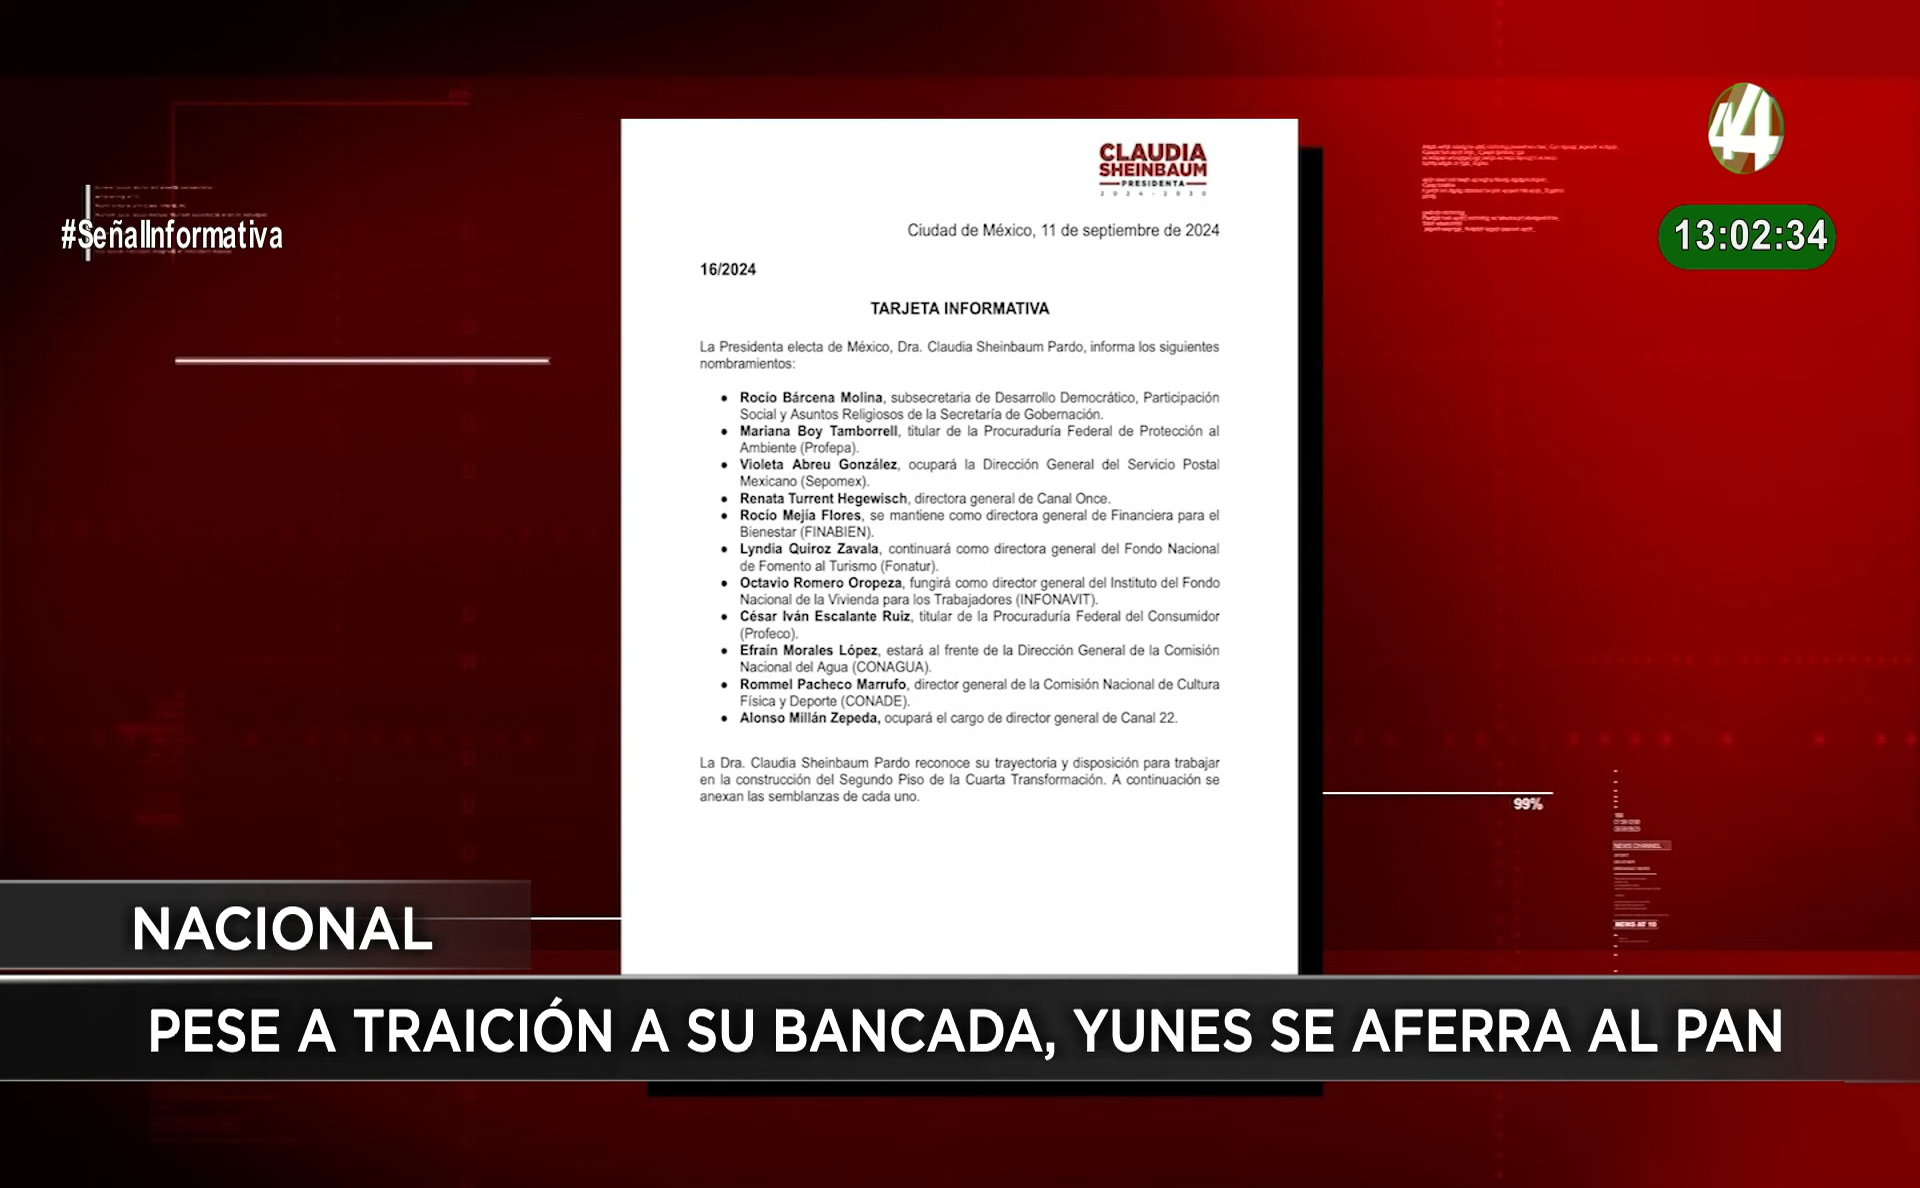 #SeñalInformativa
44
13:02:34
CLAUDIA
SHEINBAUM
PRESIDENTA
2024-2030
Ciudad de México, 11 de septiembre de 2024
16/2024
TARJETA INFORMATIVA
La Presidenta electa de México, Dra. Claudia Sheinbaum Pardo, informa los siguientes
nombramientos:
• Rocío Bárcena Molina, subsecretaria de Desarrollo Democrático, Participación
Social y Asuntos Religiosos de la Secretaría de Gobernación.
• Mariana Boy Tamborrell, titular de la Procuraduría Federal de Protección al
Ambiente (Profepa).
• Violeta Abreu González, ocupará la Dirección General del Servicio Postal
Mexicano (Sepomex).
• Renata Turrent Hegewisch, directora general de Canal Once.
• Rocío Mejía Flores, se mantiene como directora general de Financiera para el
Bienestar (FINABIEN).
• Lyndia Quiroz Zavala, continuará como directora general del Fondo Nacional
de Fomento al Turismo (Fonatur).
• Octavio Romero Oropeza, fungirá como director general del Instituto del Fondo
Nacional de la Vivienda para los Trabajadores (INFONAVIT).
• César Iván Escalante Ruiz, titular de la Procuraduría Federal del Consumidor
(Profeco).
• Efraín Morales López, estará al frente de la Dirección General de la Comisión
Nacional del Agua (CONAGUA).
• Rommel Pacheco Marrufo, director general de la Comisión Nacional de Cultura
Física y Deporte (CONADE).
• Alonso Millán Zepeda, ocupará el cargo de director general de Canal 22.
La Dra. Claudia Sheinbaum Pardo reconoce su trayectoria y disposición para trabajar
en la construcción del Segundo Piso de la Cuarta Transformación. A continuación se
anexan las semblanzas de cada uno.
99%
NEWS CHANNEL
NEWS AT 10
NACIONAL
PESE A TRAICIÓN A SU BANCADA, YUNES SE AFERRA AL PAN